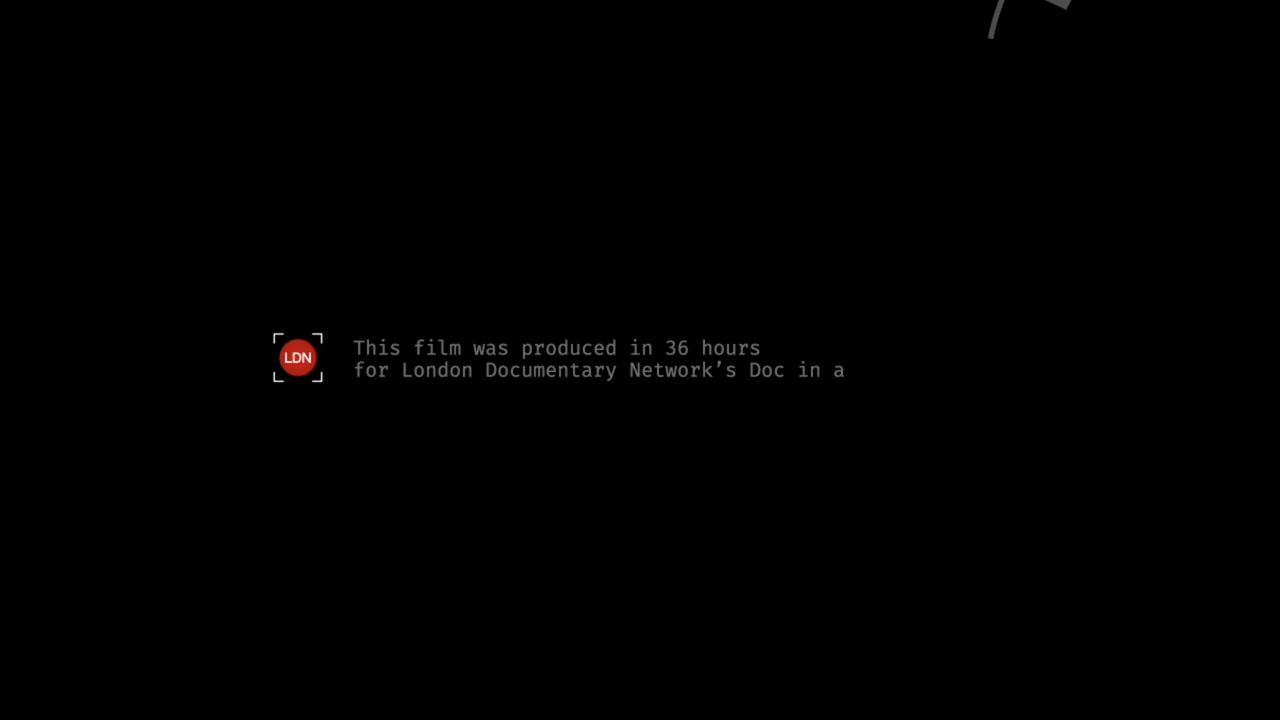 LDN
This film was produced in 36 hours
for London Documentary Network’s Doc in a